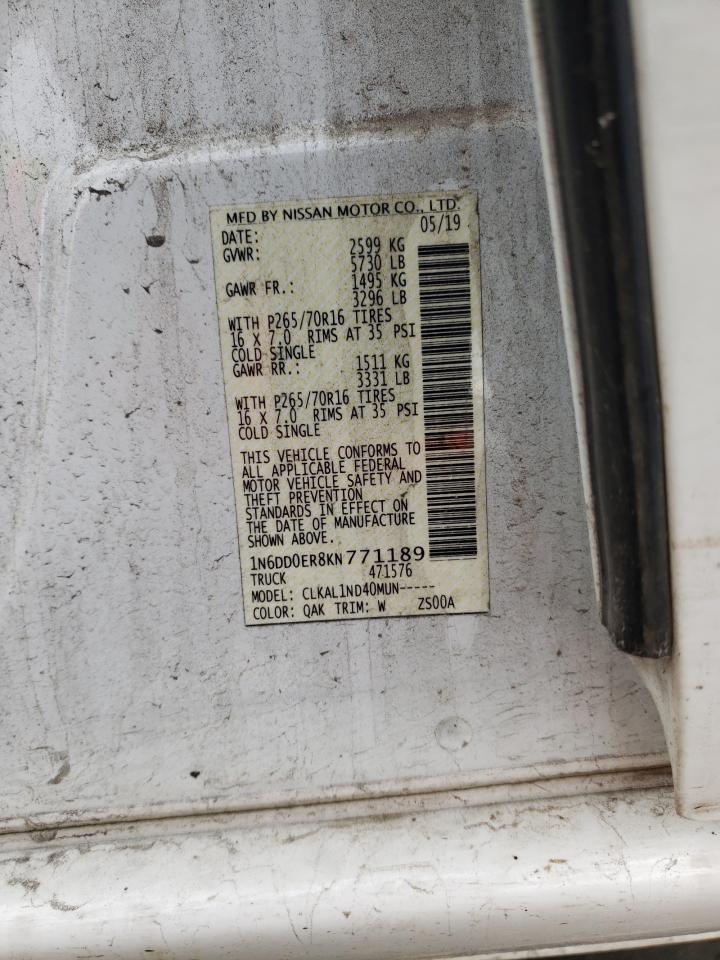 MFD BY NISSAN MOTOR CO., LTD.
DATE: 05/19
GVWR: 2599 KG
5730 LB
GAWR FR.: 1495 KG
3296 LB
WITH P265/70R16 TIRES
16 X 7.0 RIMS AT 35 PSI
COLD SINGLE
GAWR RR.: 1511 KG
3331 LB
WITH P265/70R16 TIRES
16 X 7.0 RIMS AT 35 PSI
COLD SINGLE
THIS VEHICLE CONFORMS TO
ALL APPLICABLE FEDERAL
MOTOR VEHICLE SAFETY AND
THEFT PREVENTION
STANDARDS IN EFFECT ON
THE DATE OF MANUFACTURE
SHOWN ABOVE.
1N6DD0ER8KN771189
TRUCK 471576
MODEL: CLKAL1ND40MUN-----
COLOR: QAK TRIM: W ZS00A